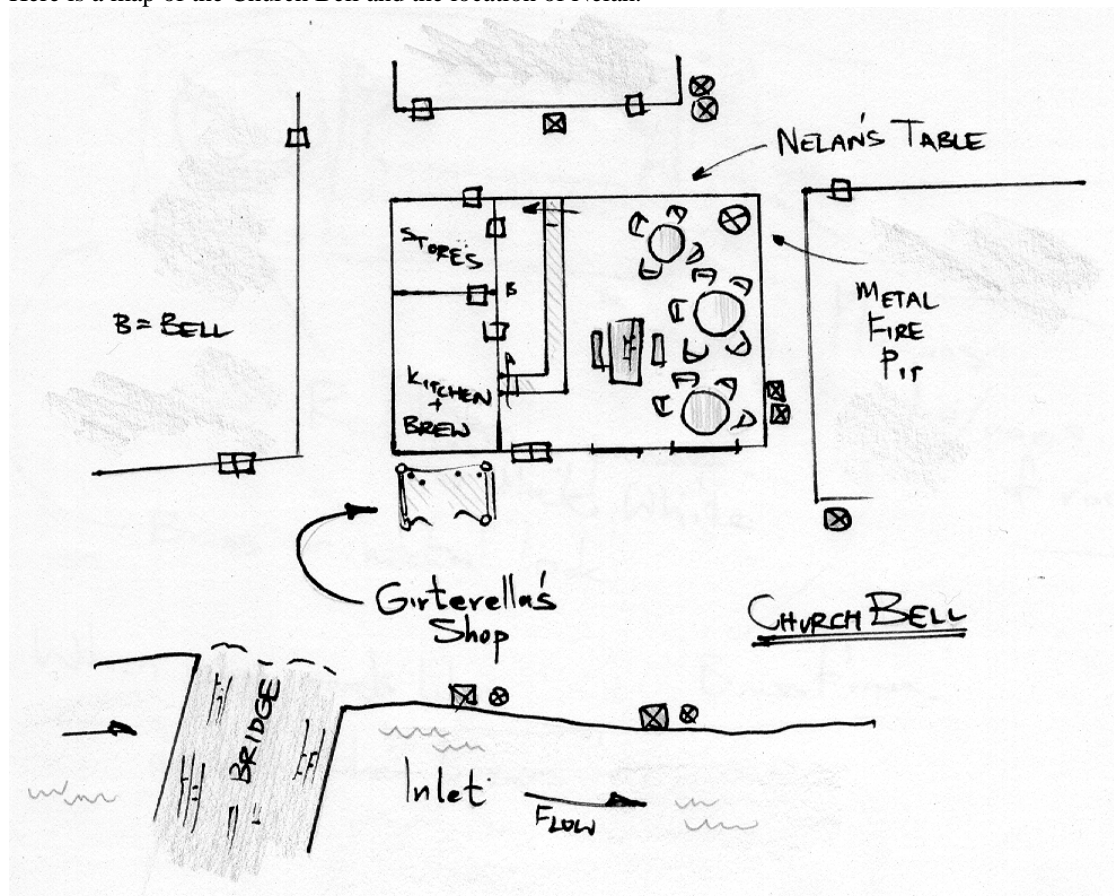 Here is a map of the Church Bell and the location of Nelan.
NELAN'S TABLE
STORES
B
B = BELL
METAL
FIRE
PIT
A
KITCHEN
+
BREW
Girterella's
Shop
CHURCH BELL
BRIDGE
Inlet
FLOW